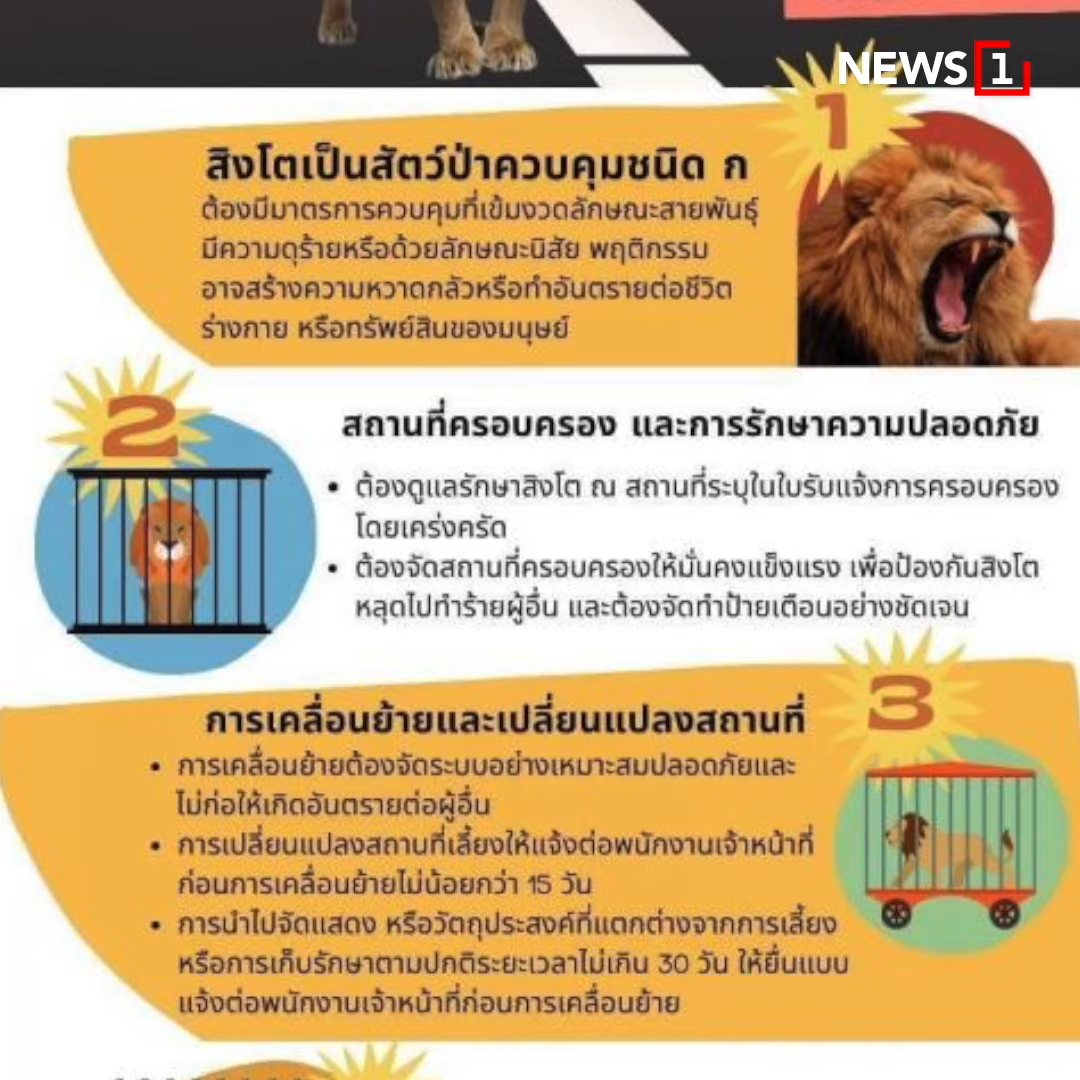 NEWS 1
1
สิงโตเป็นสัตว์ป่าควบคุมชนิด ก
ต้องมีมาตรการควบคุมที่เข้มงวดลักษณะสายพันธุ์
มีความดุร้ายหรือด้วยลักษณะนิสัย พฤติกรรม
อาจสร้างความหวาดกลัวหรือทำอันตรายต่อชีวิต
ร่างกาย หรือทรัพย์สินของมนุษย์
2
สถานที่ครอบครอง และการรักษาความปลอดภัย
• ต้องดูแลรักษาสิงโต ณ สถานที่ระบุในใบรับแจ้งการครอบครอง
โดยเคร่งครัด
• ต้องจัดสถานที่ครอบครองให้มั่นคงแข็งแรง เพื่อป้องกันสิงโต
หลุดไปทำร้ายผู้อื่น และต้องจัดทำป้ายเตือนอย่างชัดเจน
3
การเคลื่อนย้ายและเปลี่ยนแปลงสถานที่
• การเคลื่อนย้ายต้องจัดระบบอย่างเหมาะสมปลอดภัยและ
ไม่ก่อให้เกิดอันตรายต่อผู้อื่น
• การเปลี่ยนแปลงสถานที่เลี้ยงให้แจ้งต่อพนักงานเจ้าหน้าที่
ก่อนการเคลื่อนย้ายไม่น้อยกว่า 15 วัน
• การนำไปจัดแสดง หรือวัตถุประสงค์ที่แตกต่างจากการเลี้ยง
หรือการเก็บรักษาตามปกติระยะเวลาไม่เกิน 30 วัน ให้ยื่นแบบ
แจ้งต่อพนักงานเจ้าหน้าที่ก่อนการเคลื่อนย้าย